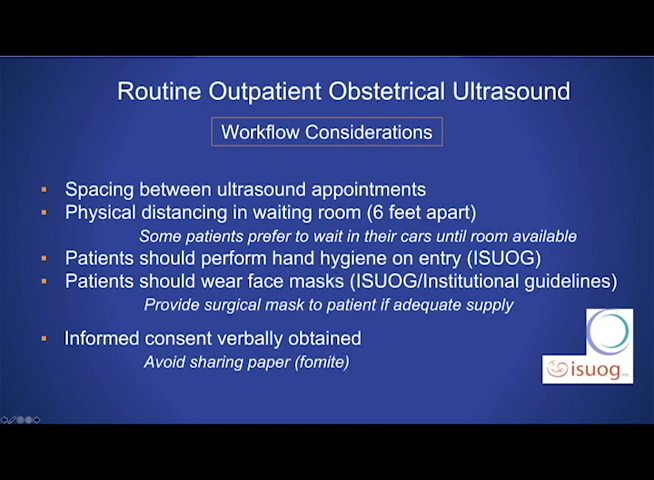 Routine Outpatient Obstetrical Ultrasound
Workflow Considerations
▪ Spacing between ultrasound appointments
▪ Physical distancing in waiting room (6 feet apart)
Some patients prefer to wait in their cars until room available
▪ Patients should perform hand hygiene on entry (ISUOG)
▪ Patients should wear face masks (ISUOG/Institutional guidelines)
Provide surgical mask to patient if adequate supply
▪ Informed consent verbally obtained
Avoid sharing paper (fomite)
isuog